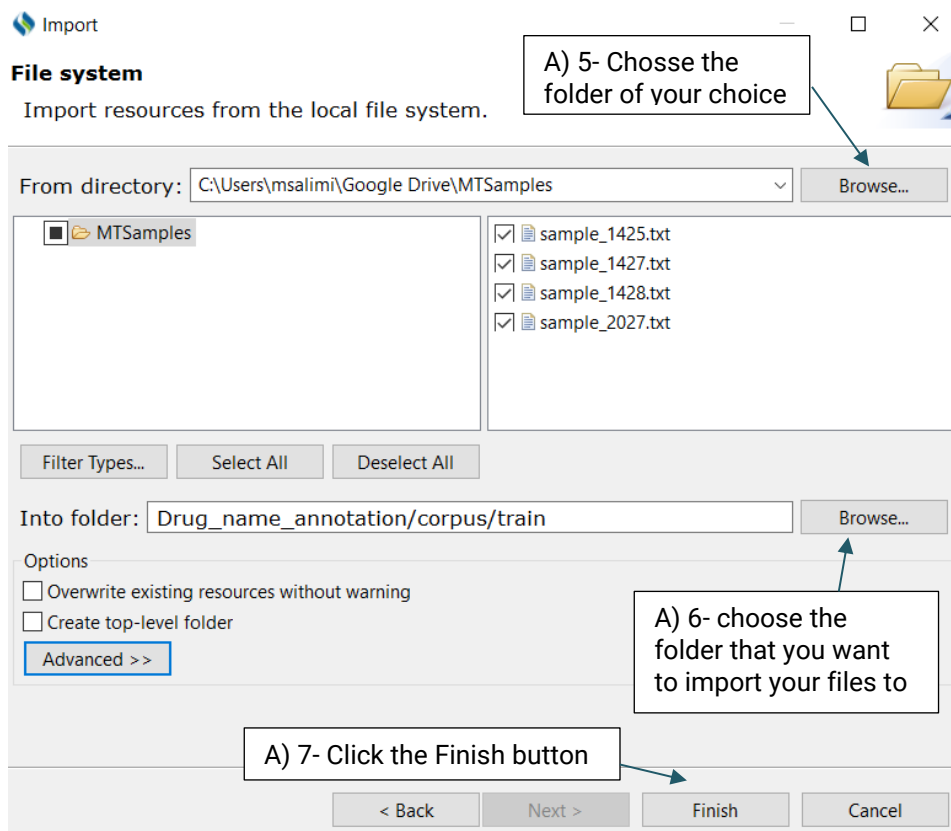 Import
A) 5- Chosse the
folder of your choice
File system
Import resources from the local file system.
From directory:
C:\Users\msalimi\Google Drive\MTSamples
Browse...
MTSamples
sample_1425.txt
sample_1427.txt
sample_1428.txt
sample_2027.txt
Filter Types...
Select All
Deselect All
Into folder:
Drug_name_annotation/corpus/train
Browse...
Options
Overwrite existing resources without warning
Create top-level folder
Advanced >>
A) 6- choose the
folder that you want
to import your files to
A) 7- Click the Finish button
< Back
Next >
Finish
Cancel